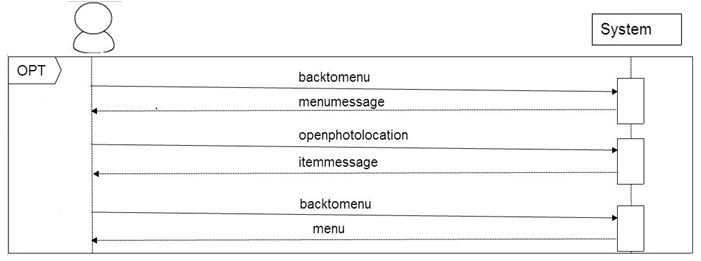 System
OPT
backtomenu
menumessage
openphotolocation
itemmessage
backtomenu
menu